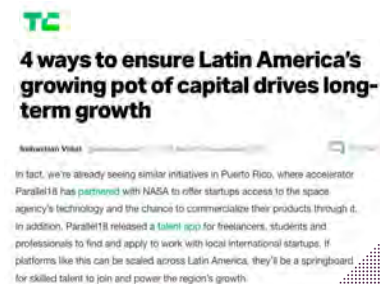 TC
4 ways to ensure Latin America's
growing pot of capital drives long-
term growth
Sebastian Vidal
In fact, we're already seeing similar initiatives in Puerto Rico, where accelerator
Parallel18 has partnered with NASA to offer startups access to the space
agency's technology and the chance to commercialize their products through it.
In addition, Parallel18 released a talent app for freelancers, students and
professionals to find and apply to work with local international startups. If
platforms like this can be scaled across Latin America, they'll be a springboard
for skilled talent to join and power the region's growth.